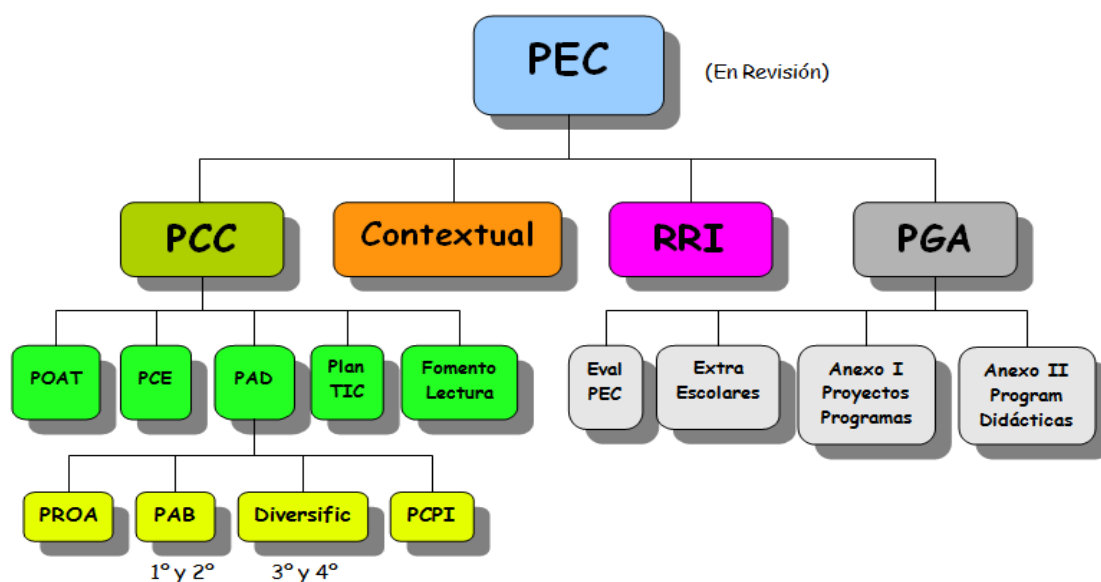 PEC
(En Revisión)
PCC
Contextual
RRI
PGA
POAT
PCE
PAD
Plan
TIC
Fomento
Lectura
Eval
PEC
Extra
Escolares
Anexo I
Proyectos
Programas
Anexo II
Program
Didácticas
PROA
PAB
Diversific
PCPI
1º y 2º
3º y 4º